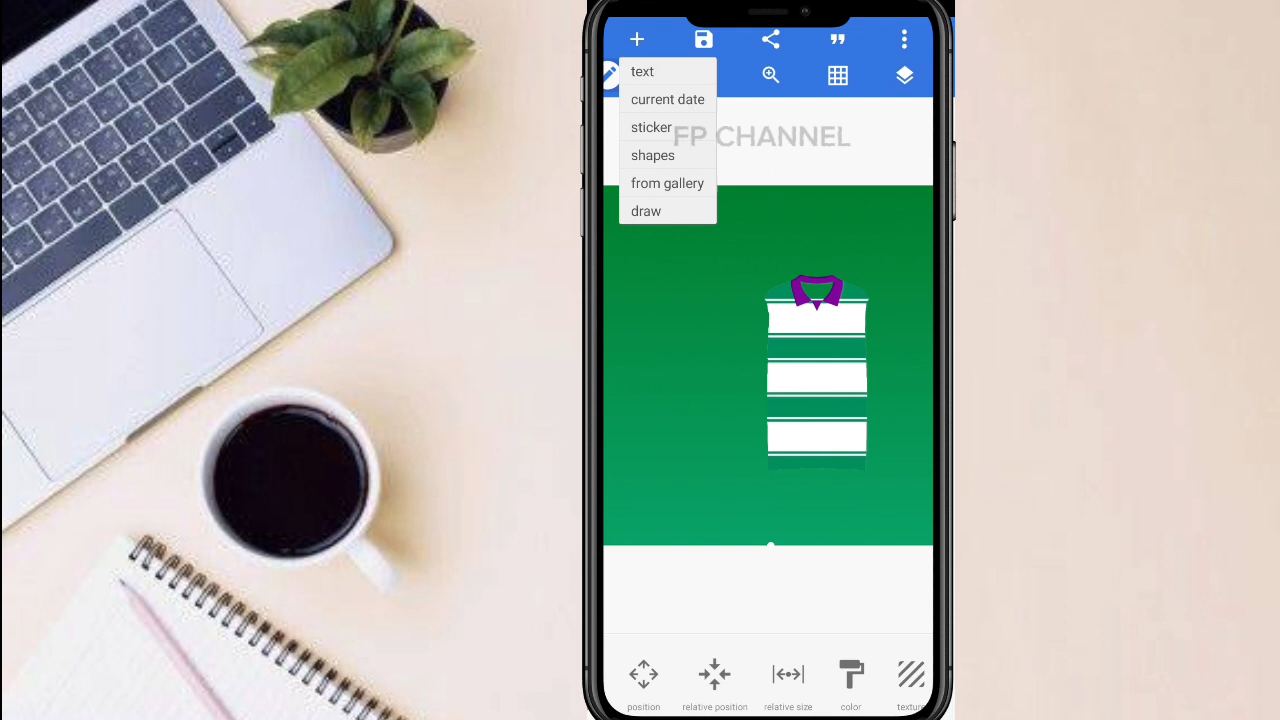 text
current date
sticker
shapes
from gallery
draw
FP CHANNEL
position
relative position
relative size
color
texture